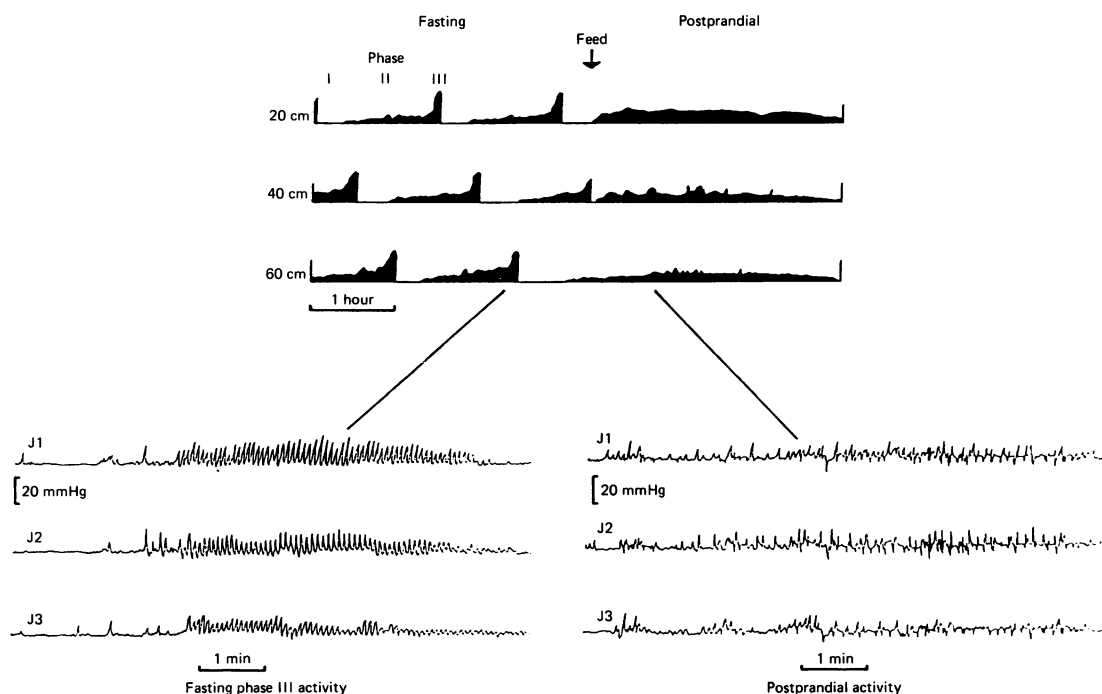 Fasting
Postprandial
Feed
Phase
I II III
20 cm
40 cm
60 cm
1 hour
J1
20 mmHg
J2
J3
1 min
Fasting phase III activity
J1
20 mmHg
J2
J3
1 min
Postprandial activity